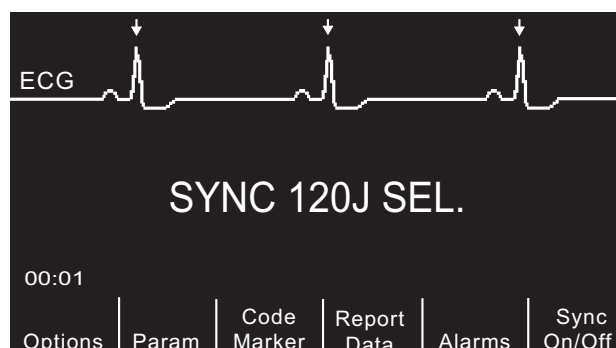 ECG
SYNC 120J SEL.
00:01
Options
Param
Code
Marker
Report
Data
Alarms
Sync
On/Off